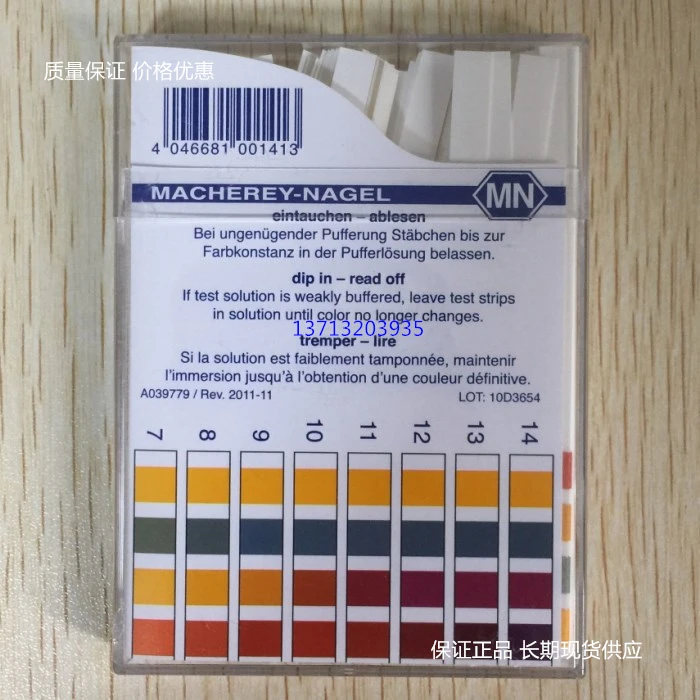 质量保证 价格优惠
4 046681 001413
MACHEREY-NAGEL MN
eintauchen – ablesen
Bei ungenügender Pufferung Stäbchen bis zur
Farbkonstanz in der Pufferlösung belassen.
dip in – read off
If test solution is weakly buffered, leave test strips
in solution until color no longer changes.
13713203935
tremper – lire
Si la solution est faiblement tamponnée, maintenir
l'immersion jusqu'à l'obtention d'une couleur définitive.
A039779 / Rev. 2011-11 LOT: 10D3654
7 8 9 10 11 12 13 14
保证正品 长期现货供应